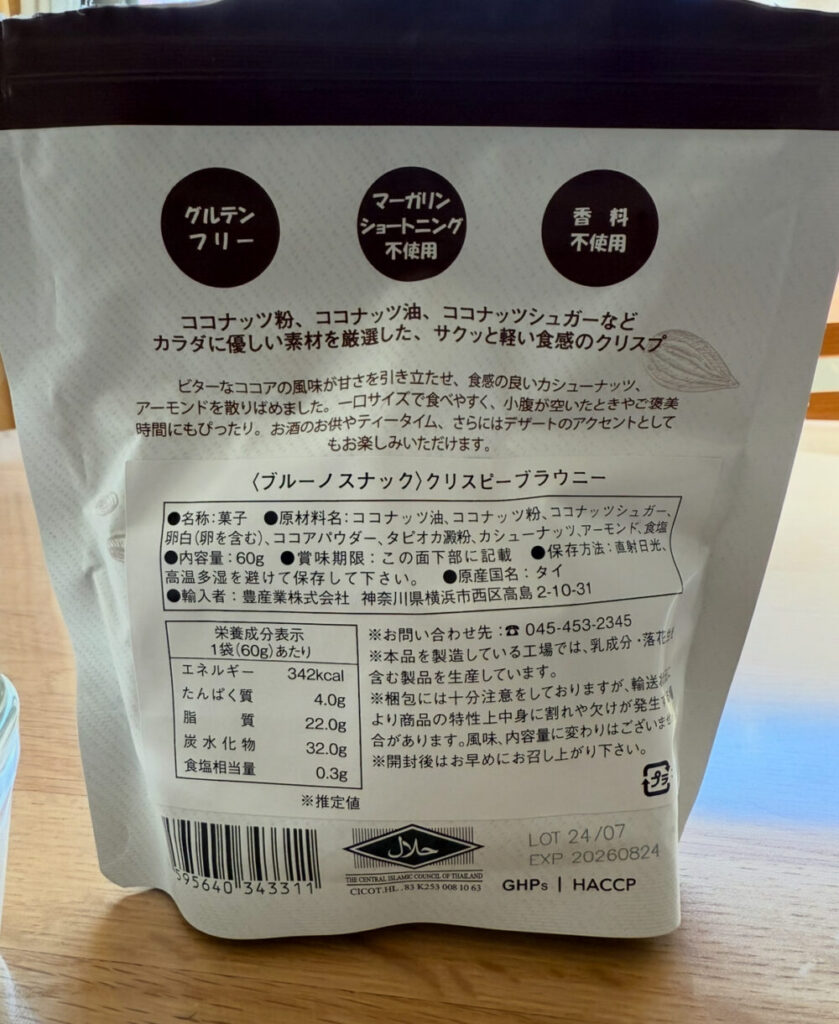 グルテン
フリー
マーガリン
ショートニング
不使用
香料
不使用
ココナッツ粉、ココナッツ油、ココナッツシュガーなど
カラダに優しい素材を厳選した、サクッと軽い食感のクリスプ
ビターなココアの風味が甘さを引き立たせ、食感の良いカシューナッツ、
アーモンドを散りばめました。一口サイズで食べやすく、小腹が空いたときやご褒美
時間にもぴったり。お酒のお供やティータイム、さらにはデザートのアクセントとして
もお楽しみいただけます。
〈ブルーノスナック〉クリスピーブラウニー
●名称:菓子 ●原材料名:ココナッツ油、ココナッツ粉、ココナッツシュガー、
卵白(卵を含む)、ココアパウダー、タピオカ澱粉、カシューナッツ、アーモンド、食塩
●内容量:60g ●賞味期限:この面下部に記載 ●保存方法:直射日光、
高温多湿を避けて保存して下さい。 ●原産国名:タイ
●輸入者:豊産業株式会社 神奈川県横浜市西区高島2-10-31
栄養成分表示
1袋(60g)あたり
エネルギー 342kcal
たんぱく質 4.0g
脂質 22.0g
炭水化物 32.0g
食塩相当量 0.3g
※推定値
※お問い合わせ先:☎ 045-453-2345
※本品を製造している工場では、乳成分・落花生
含む製品を生産しています。
※梱包には十分注意をしておりますが、輸送
より商品の特性上中身に割れや欠けが発生
合があります。風味、内容量に変わりはございませ
※開封後はお早めにお召し上がり下さい。
プラ
595640 343311
حلال
THE CENTRAL ISLAMIC COUNCIL OF THAILAND
CICOT.HL. 83 K253 008 10 63
LOT 24/07
EXP 20260824
GHPs | HACCP